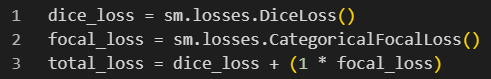 1 dice_loss = sm.losses.DiceLoss()
2 focal_loss = sm.losses.CategoricalFocalLoss()
3 total_loss = dice_loss + (1 * focal_loss)